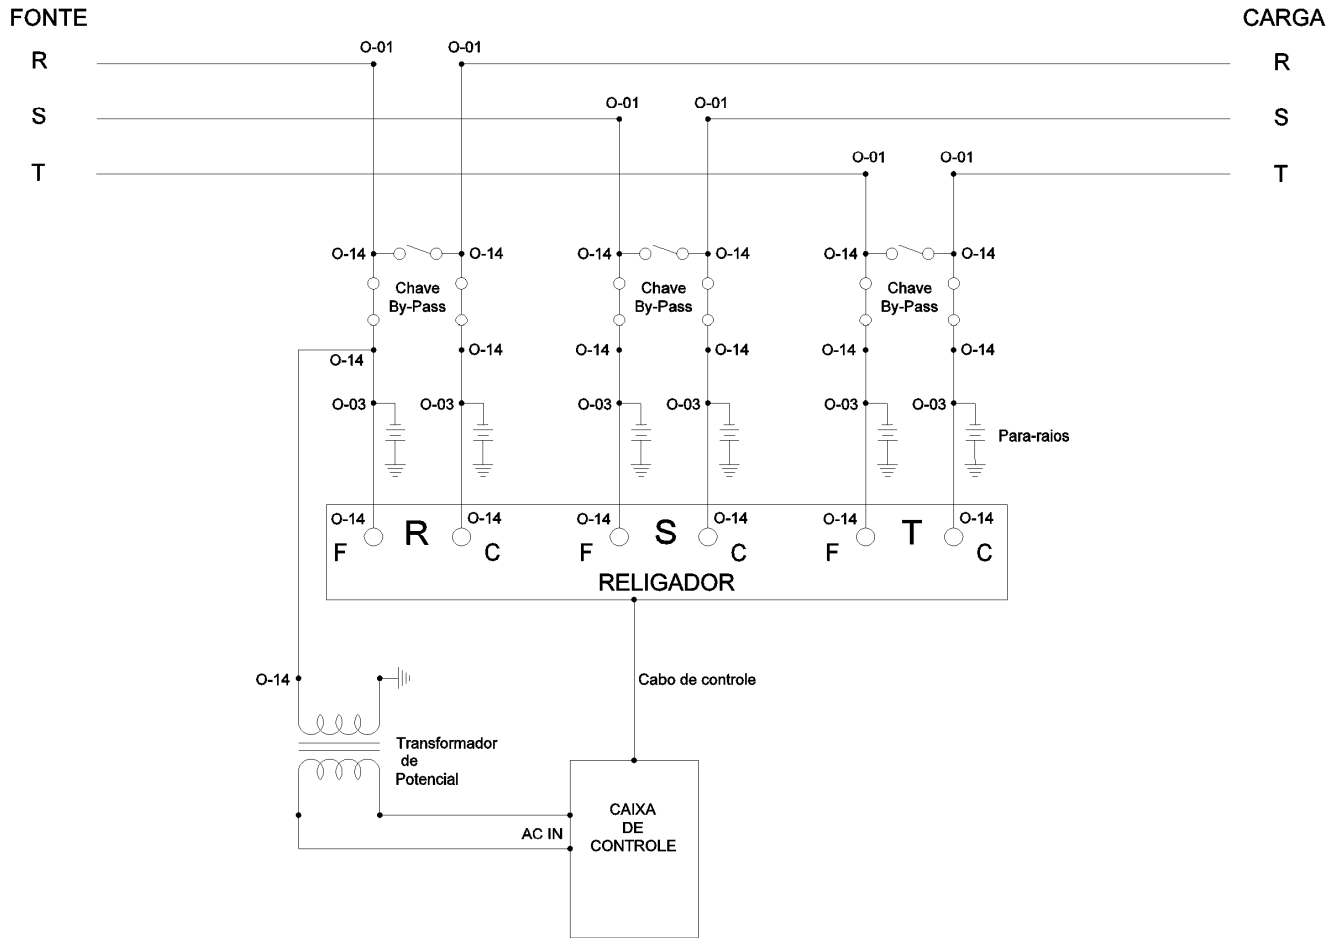 FONTE
CARGA
R
O-01
O-01
R
S
O-01
O-01
S
T
O-01
O-01
T
O-14
O-14
O-14
O-14
O-14
O-14
Chave
By-Pass
Chave
By-Pass
Chave
By-Pass
O-14
O-14
O-14
O-14
O-14
O-14
O-03
O-03
O-03
O-03
O-03
O-03
Para-raios
O-14
R
O-14
O-14
S
O-14
O-14
T
O-14
F
C
F
C
F
C
RELIGADOR
O-14
Cabo de controle
Transformador
de
Potencial
CAIXA
DE
CONTROLE
AC IN